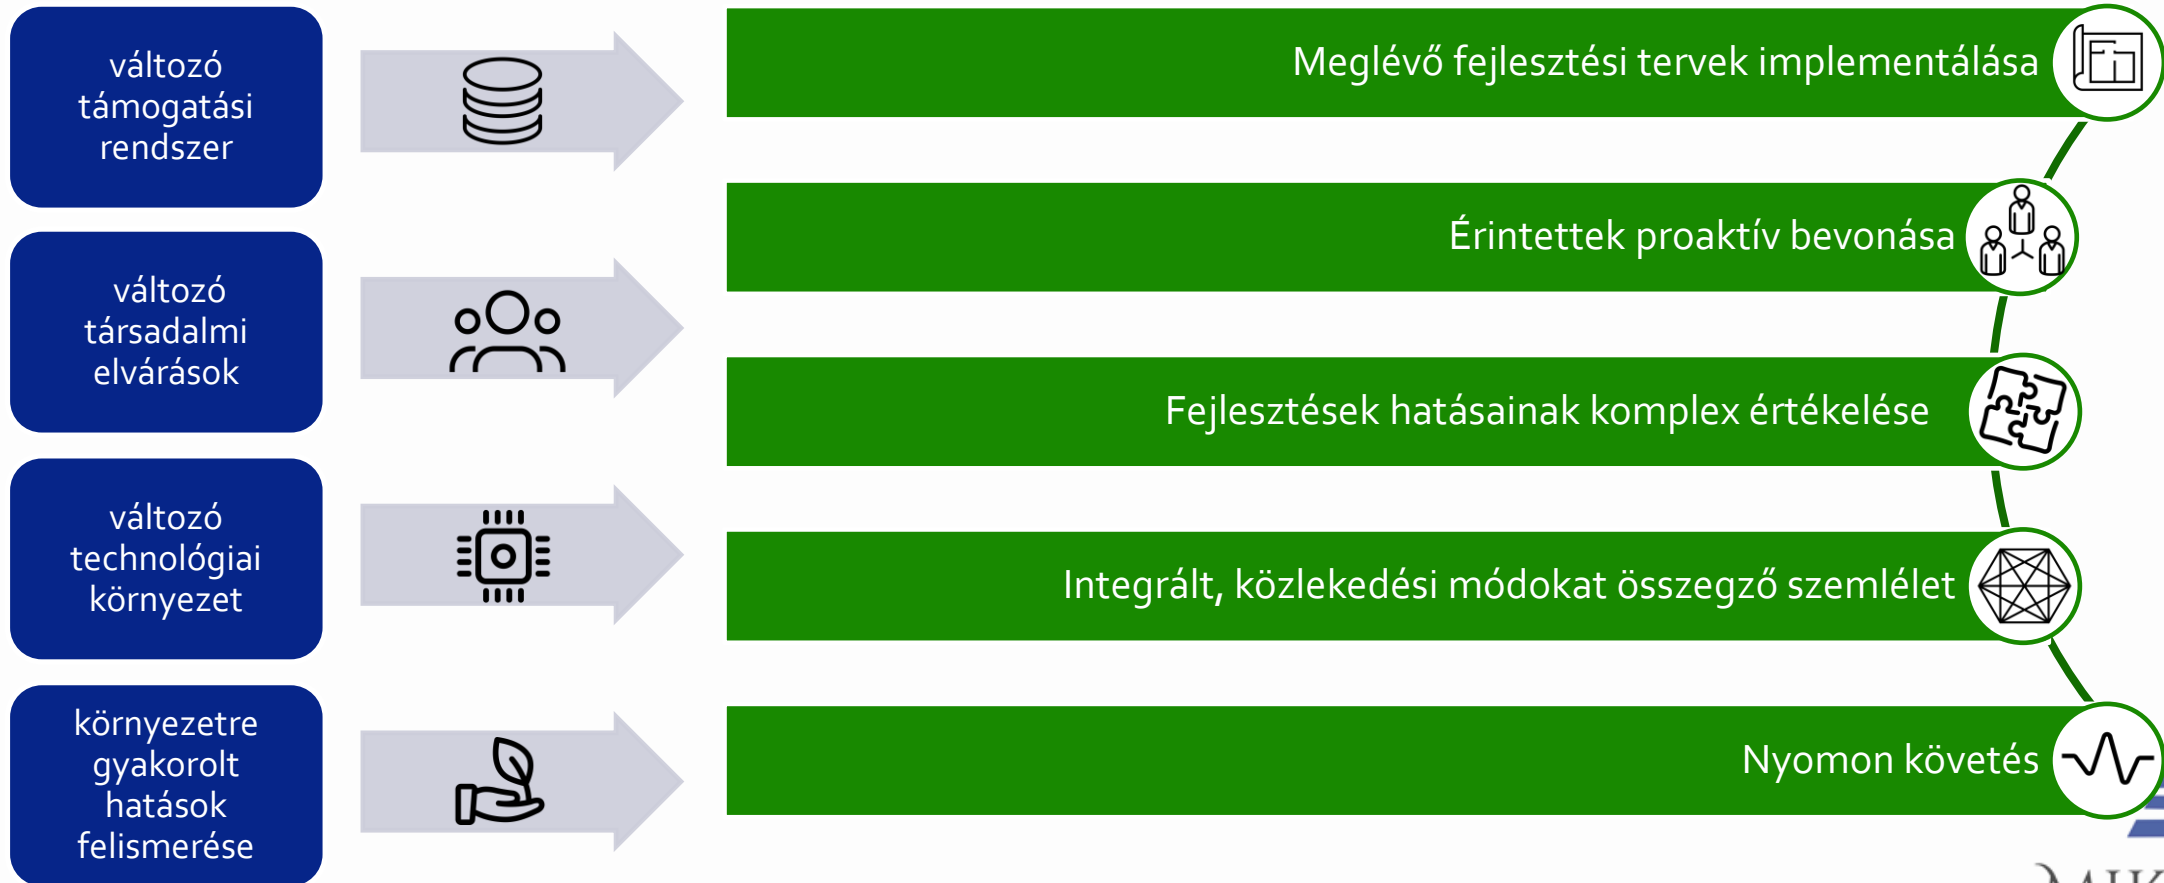 változó
támogatási
rendszer
változó
társadalmi
elvárások
változó
technológiai
környezet
környezetre
gyakorolt
hatások
felismerése
Meglévő fejlesztési tervek implementálása
Érintettek proaktív bevonása
Fejlesztések hatásainak komplex értékelése
Integrált, közlekedési módokat összegző szemlélet
Nyomon követés